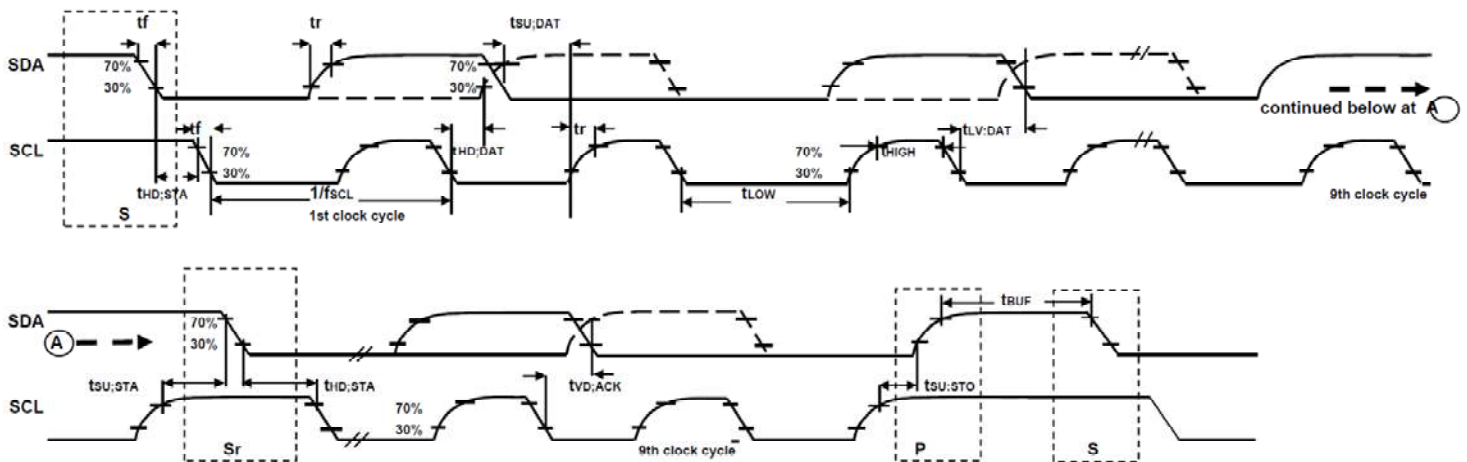 tf tr tSU;DAT
SDA 70% 70%
30% 30%
continued below at A
tf tr tLV:DAT
SCL 70% tHD;DAT 70% tHIGH
30% 30%
tHD;STA 1/fSCL tLOW 9th clock cycle
S 1st clock cycle
tBUF
SDA 70%
A 30%
tSU;STA tHD;STA tVD;ACK tSU:STO
SCL 70%
30%
Sr 9th clock cycle P S